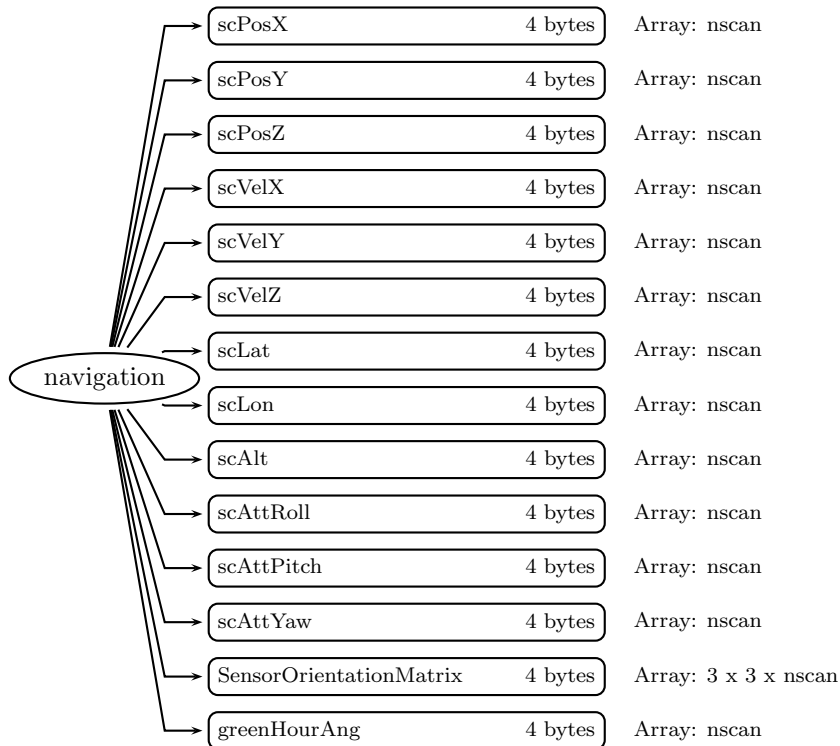 scPosX 4 bytes Array: nscan
scPosY 4 bytes Array: nscan
scPosZ 4 bytes Array: nscan
scVelX 4 bytes Array: nscan
scVelY 4 bytes Array: nscan
scVelZ 4 bytes Array: nscan
scLat 4 bytes Array: nscan
navigation
scLon 4 bytes Array: nscan
scAlt 4 bytes Array: nscan
scAttRoll 4 bytes Array: nscan
scAttPitch 4 bytes Array: nscan
scAttYaw 4 bytes Array: nscan
SensorOrientationMatrix 4 bytes Array: 3 x 3 x nscan
greenHourAng 4 bytes Array: nscan